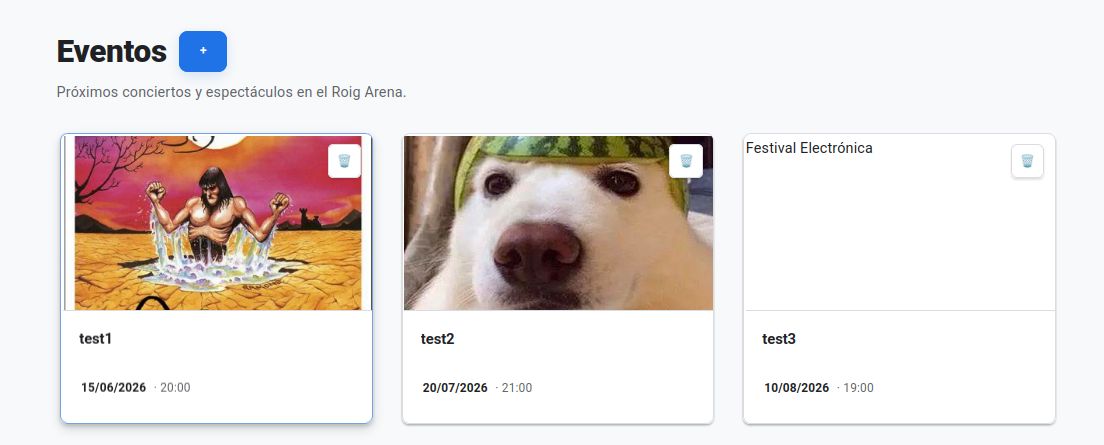 Eventos +
Próximos conciertos y espectáculos en el Roig Arena.
Festival Electrónica
test1
15/06/2026 · 20:00
test2
20/07/2026 · 21:00
test3
10/08/2026 · 19:00